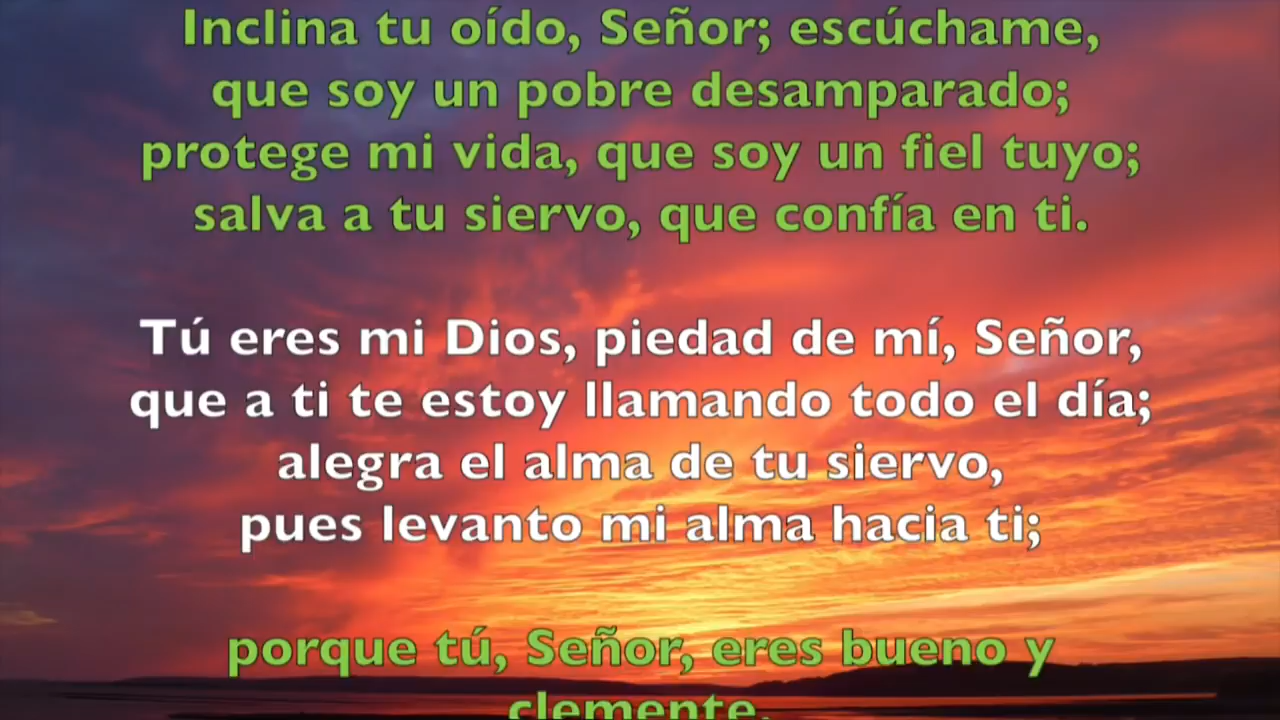 Inclina tu oído, Señor; escúchame,
que soy un pobre desamparado;
protege mi vida, que soy un fiel tuyo;
salva a tu siervo, que confía en ti.
Tú eres mi Dios, piedad de mí, Señor,
que a ti te estoy llamando todo el día;
alegra el alma de tu siervo,
pues levanto mi alma hacia ti;
porque tú, Señor, eres bueno y
clemente,